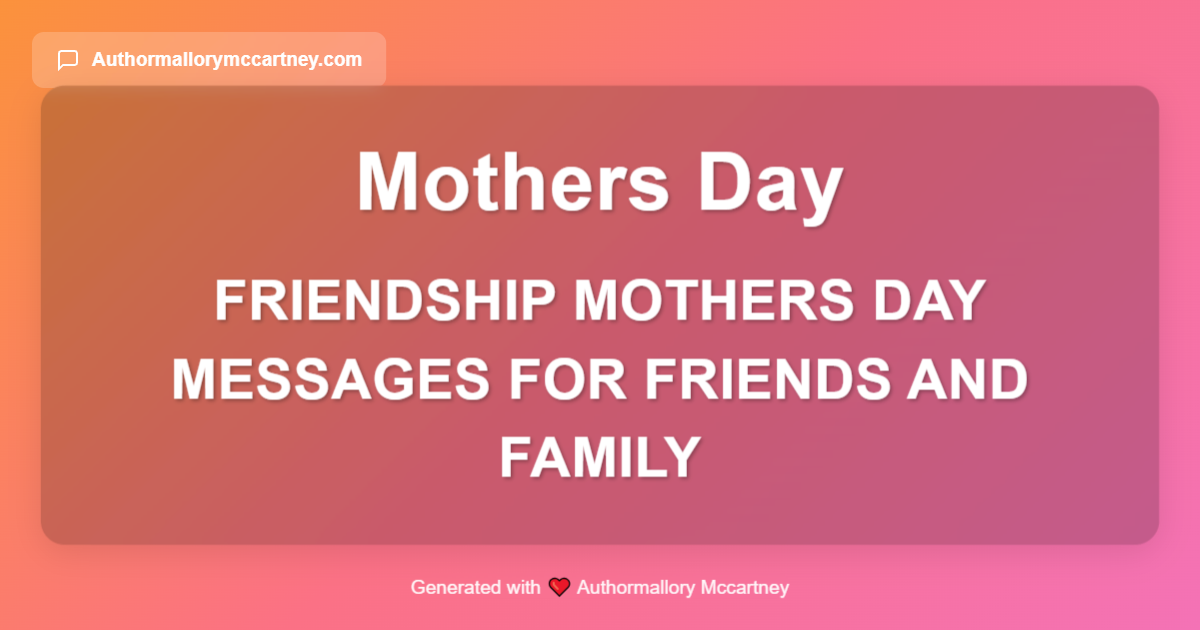 Authormallorymccartney.com
Mothers Day
FRIENDSHIP MOTHERS DAY
MESSAGES FOR FRIENDS AND
FAMILY
Generated with ❤️ Authormallory Mccartney